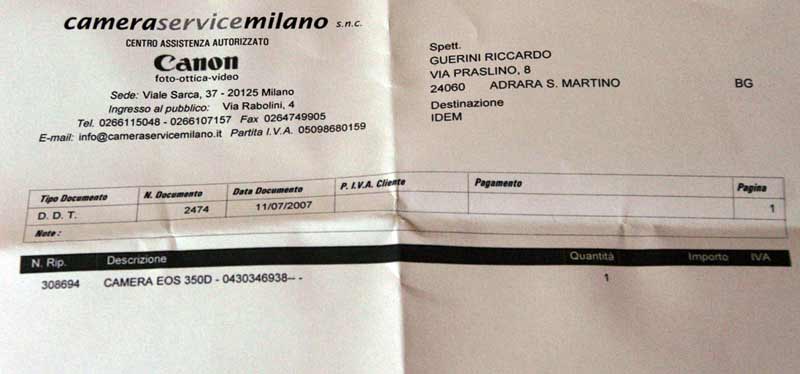 cameraservicemilano s.n.c.
CENTRO ASSISTENZA AUTORIZZATO
Canon
foto-ottica-video
Sede: Viale Sarca, 37 - 20125 Milano
Ingresso al pubblico: Via Rabolini, 4
Tel. 0266115048 - 0266107157 Fax 0264749905
E-mail: info@cameraservicemilano.it Partita I.V.A. 05098680159
Spett.
GUERINI RICCARDO
VIA PRASLINO, 8
24060 ADRARA S. MARTINO BG
Destinazione
IDEM
Tipo Documento N. Documento Data Documento P. I.V.A. Cliente Pagamento Pagina
D. D. T. 2474 11/07/2007 1
Note :
N. Rip. Descrizione Quantità Importo IVA
308694 CAMERA EOS 350D - 0430346938-- - 1